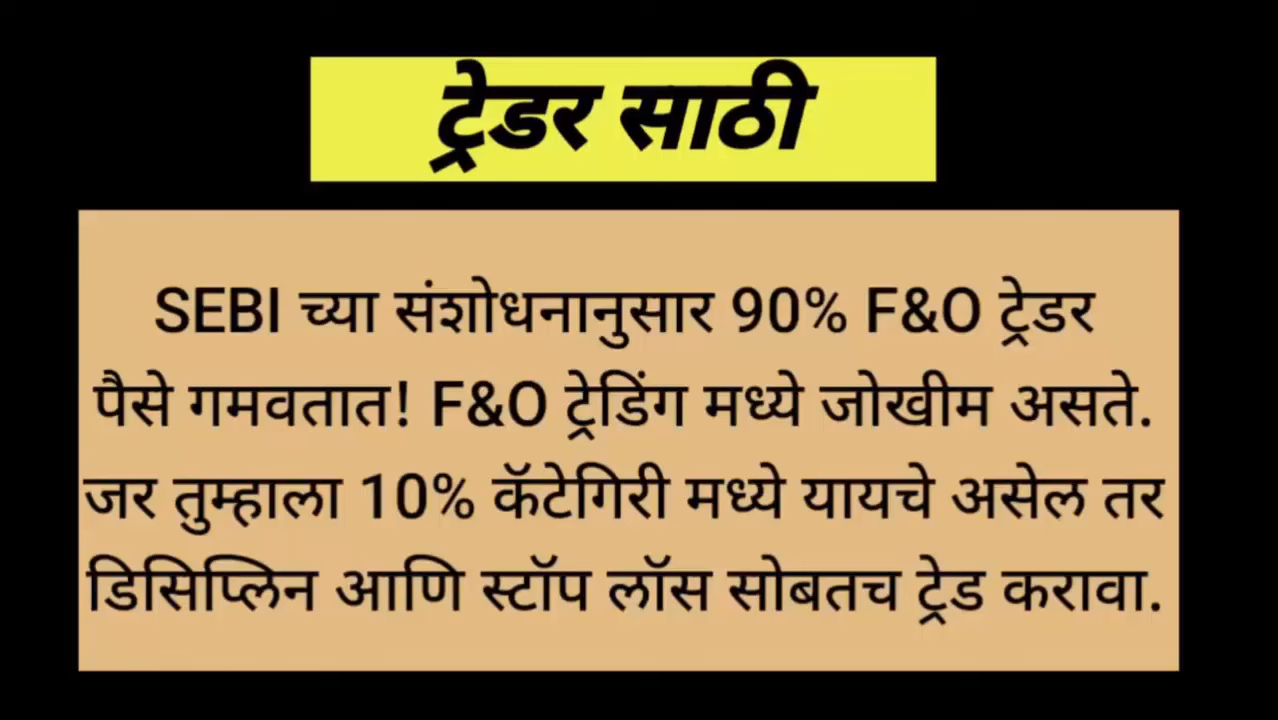 ट्रेडर साठी
SEBI च्या संशोधनानुसार 90% F&O ट्रेडर
पैसे गमवतात! F&O ट्रेडिंग मध्ये जोखीम असते.
जर तुम्हाला 10% कॅटेगिरी मध्ये यायचे असेल तर
डिसिप्लिन आणि स्टॉप लॉस सोबतच ट्रेड करावा.